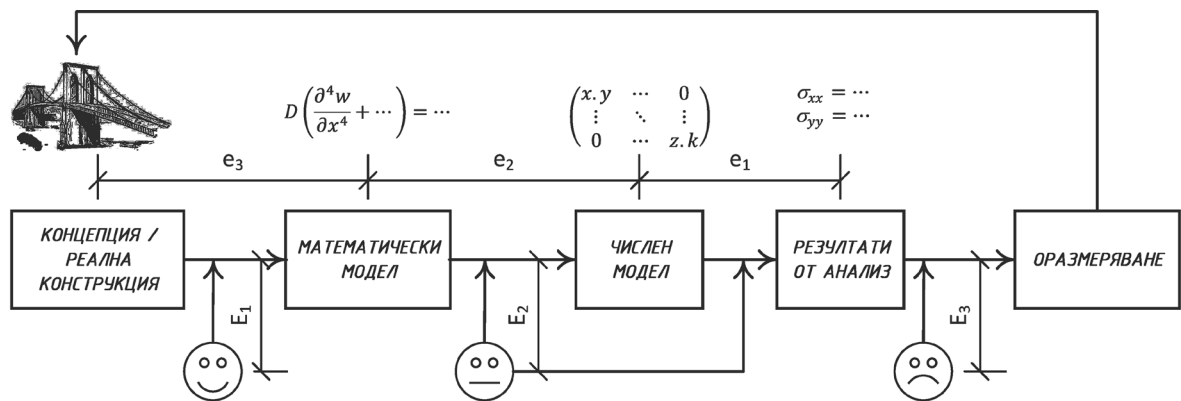 D(∂⁴w/∂x⁴ + ⋯) = ⋯
(x.y ⋯ 0
⋮ ⋱ ⋮
0 ⋯ z.k)
σxx = ⋯
σyy = ⋯
e₃
e₂
e₁
КОНЦЕПЦИЯ /
РЕАЛНА
КОНСТРУКЦИЯ
МАТЕМАТИЧЕСКИ
МОДЕЛ
ЧИСЛЕН
МОДЕЛ
РЕЗУЛТАТИ
ОТ АНАЛИЗ
ОРАЗМЕРЯВАНЕ
E₁
E₂
E₃